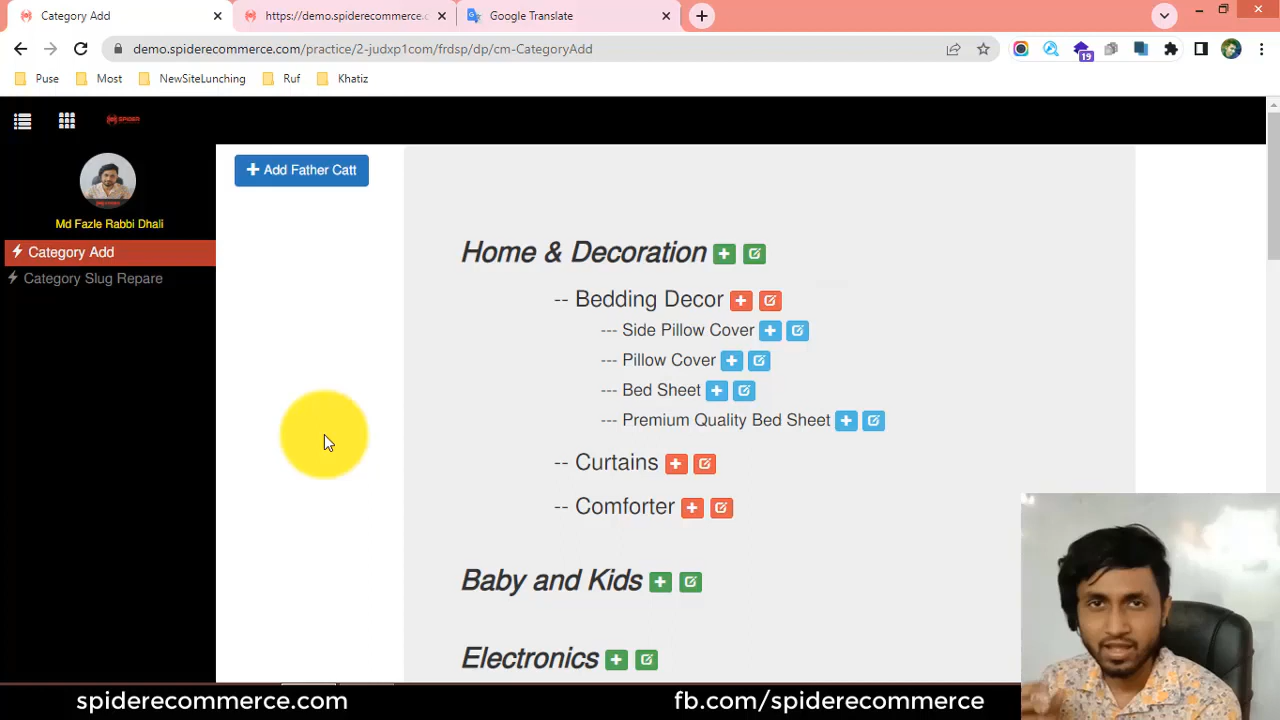 Category Add
https://demo.spiderecommerce.c
Google Translate
demo.spiderecommerce.com/practice/2-judxp1com/frdsp/dp/cm-CategoryAdd
19
Puse
Most
NewSiteLunching
Ruf
Khatiz
SPIDER
Md Fazle Rabbi Dhali
Category Add
Category Slug Repare
Add Father Catt
Home & Decoration
-- Bedding Decor
--- Side Pillow Cover
--- Pillow Cover
--- Bed Sheet
--- Premium Quality Bed Sheet
-- Curtains
-- Comforter
Baby and Kids
Electronics
spiderecommerce.com
fb.com/spiderecommerce